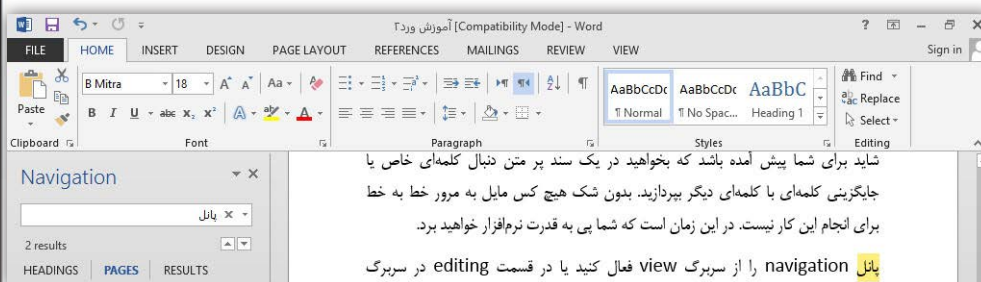 آموزش ورد۲ [Compatibility Mode] - Word
FILE HOME INSERT DESIGN PAGE LAYOUT REFERENCES MAILINGS REVIEW VIEW Sign in
B Mitra 18 Aa
Paste B I U abc X₂ X² A ab A
AaBbCcDc AaBbCcDc AaBbC
¶ Normal ¶ No Spac... Heading 1
Find
Replace
Select
Clipboard Font Paragraph Styles Editing
Navigation
پانل
2 results
HEADINGS PAGES RESULTS
شاید برای شما پیش آمده باشد که بخواهید در یک سند پر متن دنبال کلمه‌ای خاص یا
جایگزینی کلمه‌ای با کلمه‌ای دیگر بپردازید. بدون شک هیچ کس مایل به مرور خط به خط
برای انجام این کار نیست. در این زمان است که شما پی به قدرت نرم‌افزار خواهید برد.
پانل navigation را از سربرگ view فعال کنید یا در قسمت editing در سربرگ